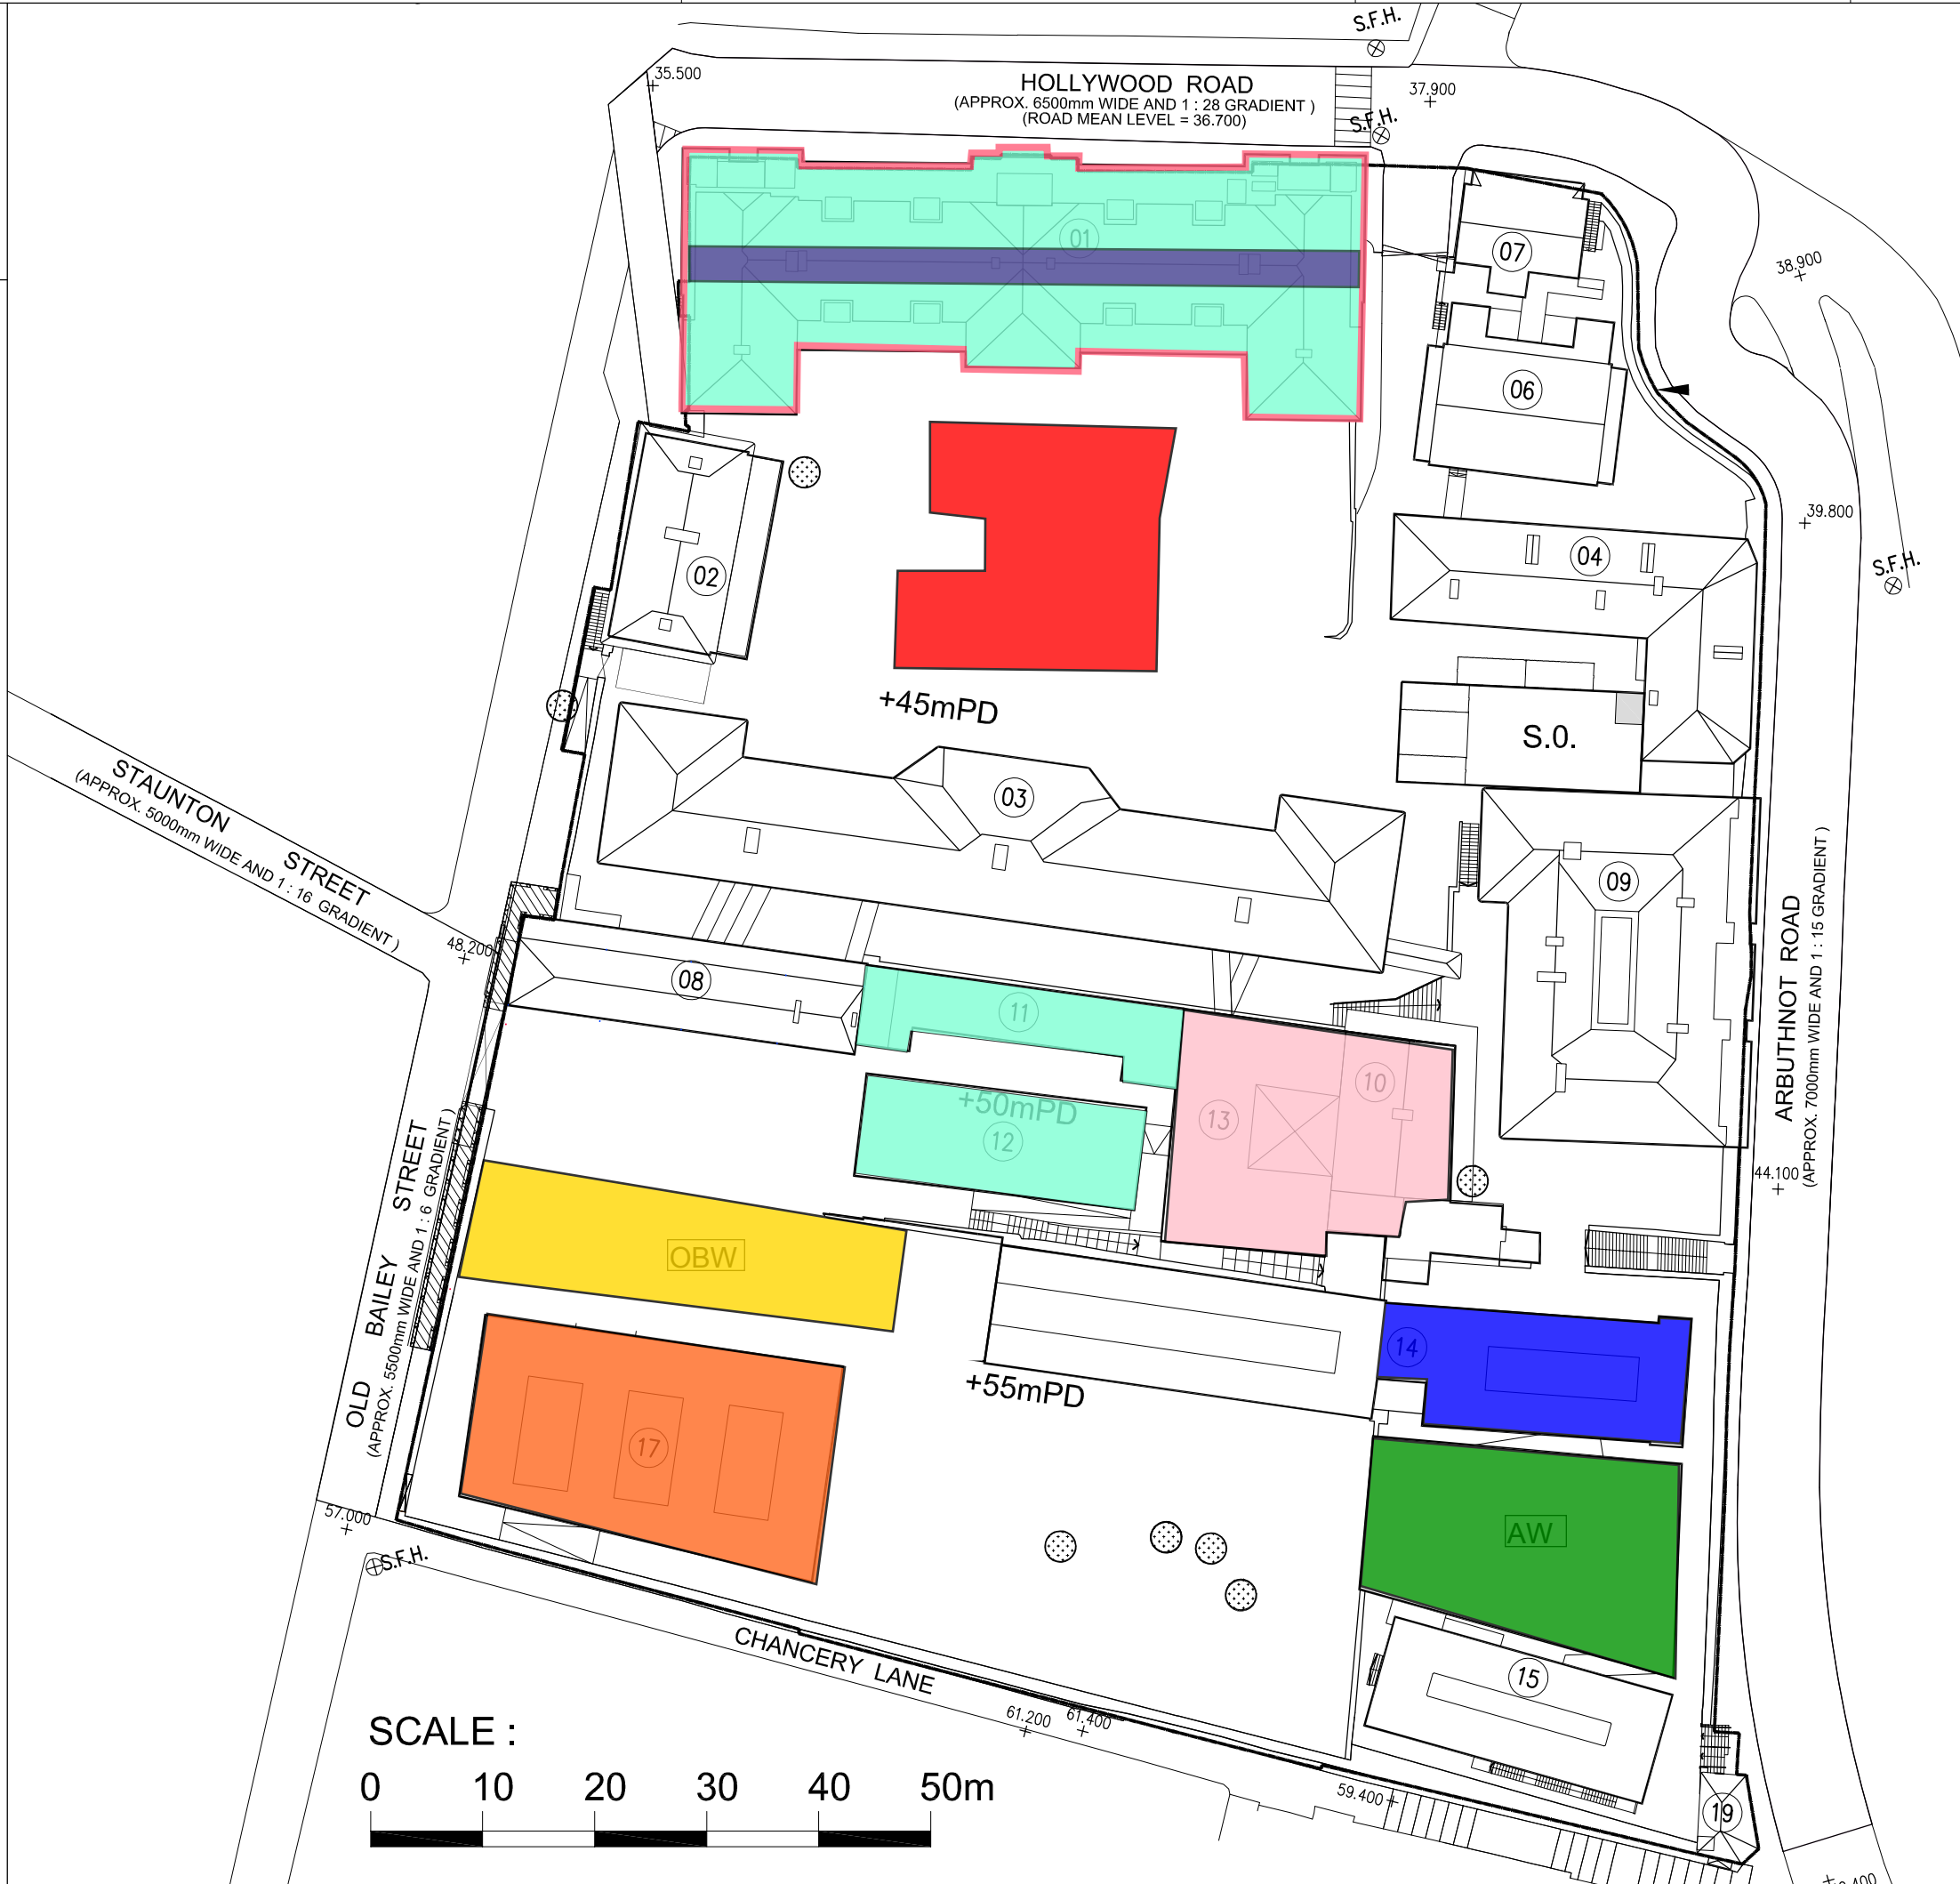 S.F.H.
35.500
HOLLYWOOD ROAD
(APPROX. 6500mm WIDE AND 1 : 28 GRADIENT )
(ROAD MEAN LEVEL = 36.700)
37.900
S.F.H.
01
07
38.900
06
39.800
04
S.F.H.
02
+45mPD
S.O.
03
STAUNTON STREET
(APPROX. 5000mm WIDE AND 1 : 16 GRADIENT )
09
48.200
08
11
ARBUTHNOT ROAD
(APPROX. 7000mm WIDE AND 1 : 15 GRADIENT )
10
+50mPD
13
12
44.100
OLD BAILEY STREET
(APPROX. 5500mm WIDE AND 1 : 6 GRADIENT )
OBW
14
+55mPD
17
57.000
AW
S.F.H.
CHANCERY LANE
15
61.200
61.400
SCALE :
59.400
19
0 10 20 30 40 50m